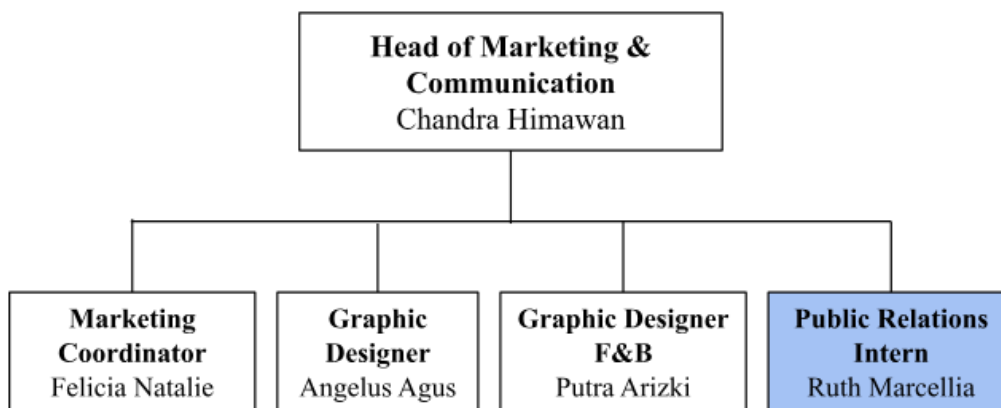 Head of Marketing &
Communication
Chandra Himawan
Marketing
Coordinator
Felicia Natalie
Graphic
Designer
Angelus Agus
Graphic Designer
F&B
Putra Arizki
Public Relations
Intern
Ruth Marcellia